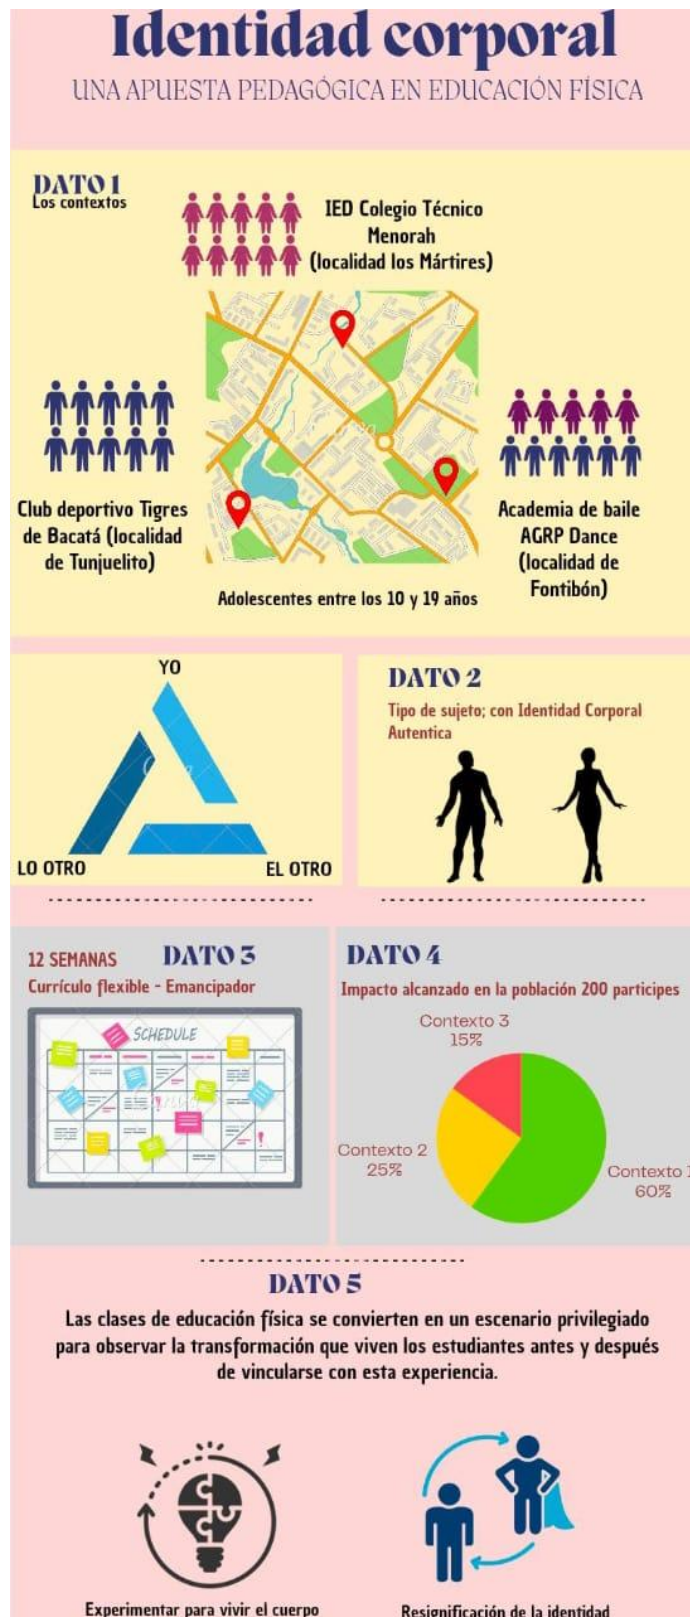 Identidad corporal
UNA APUESTA PEDAGÓGICA EN EDUCACIÓN FÍSICA
DATO 1
Los contextos
IED Colegio Técnico
Menorah
(localidad los Mártires)
Club deportivo Tigres
de Bacatá (localidad
de Tunjuelito)
Academia de baile
AGRP Dance
(localidad de
Fontibón)
Adolescentes entre los 10 y 19 años
YO
LO OTRO
EL OTRO
DATO 2
Tipo de sujeto; con Identidad Corporal
Autentica
12 SEMANAS
DATO 3
Currículo flexible - Emancipador
SCHEDULE
DATO 4
Impacto alcanzado en la población 200 participes
Contexto 3
15%
Contexto 2
25%
Contexto 1
60%
DATO 5
Las clases de educación física se convierten en un escenario privilegiado
para observar la transformación que viven los estudiantes antes y después
de vincularse con esta experiencia.
Experimentar para vivir el cuerpo
Resignificación de la identidad